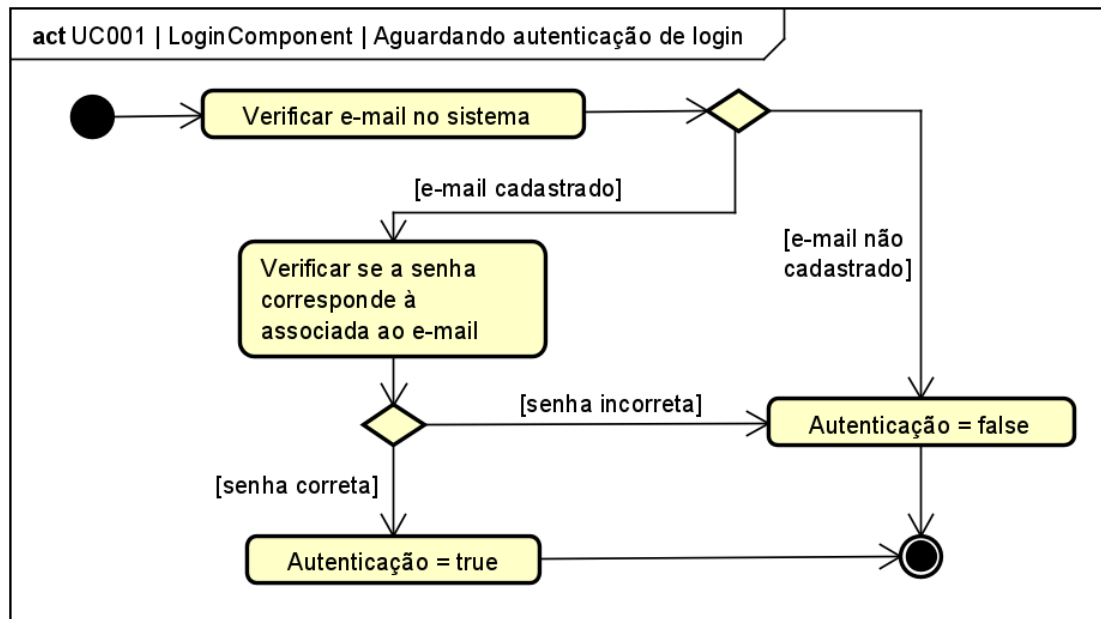 act UC001 | LoginComponent | Aguardando autenticação de login
Verificar e-mail no sistema
[e-mail cadastrado]
[e-mail não
cadastrado]
Verificar se a senha
corresponde à
associada ao e-mail
[senha incorreta]
Autenticação = false
[senha correta]
Autenticação = true